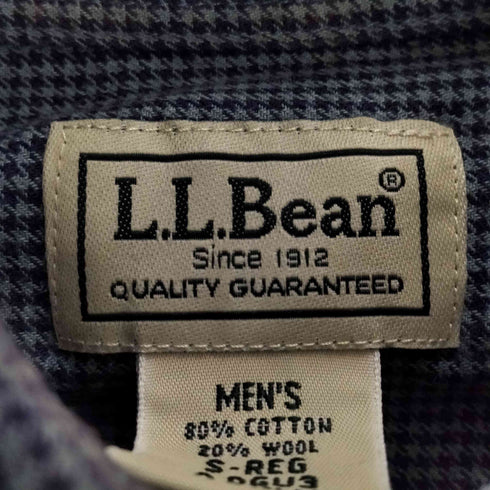 L.L.Bean®
Since 1912
QUALITY GUARANTEED
MEN'S
80% COTTON
20% WOOL
S-REG